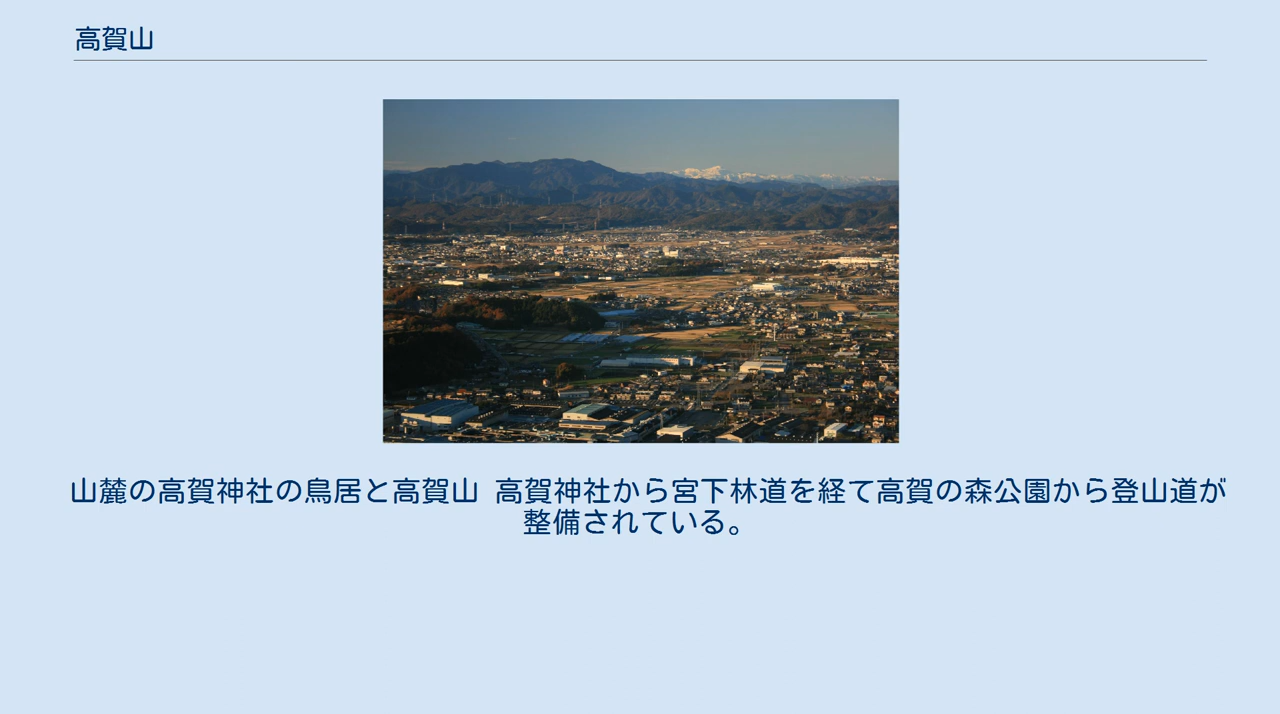 高賀山
山麓の高賀神社の鳥居と高賀山 高賀神社から宮下林道を経て高賀の森公園から登山道が
整備されている。